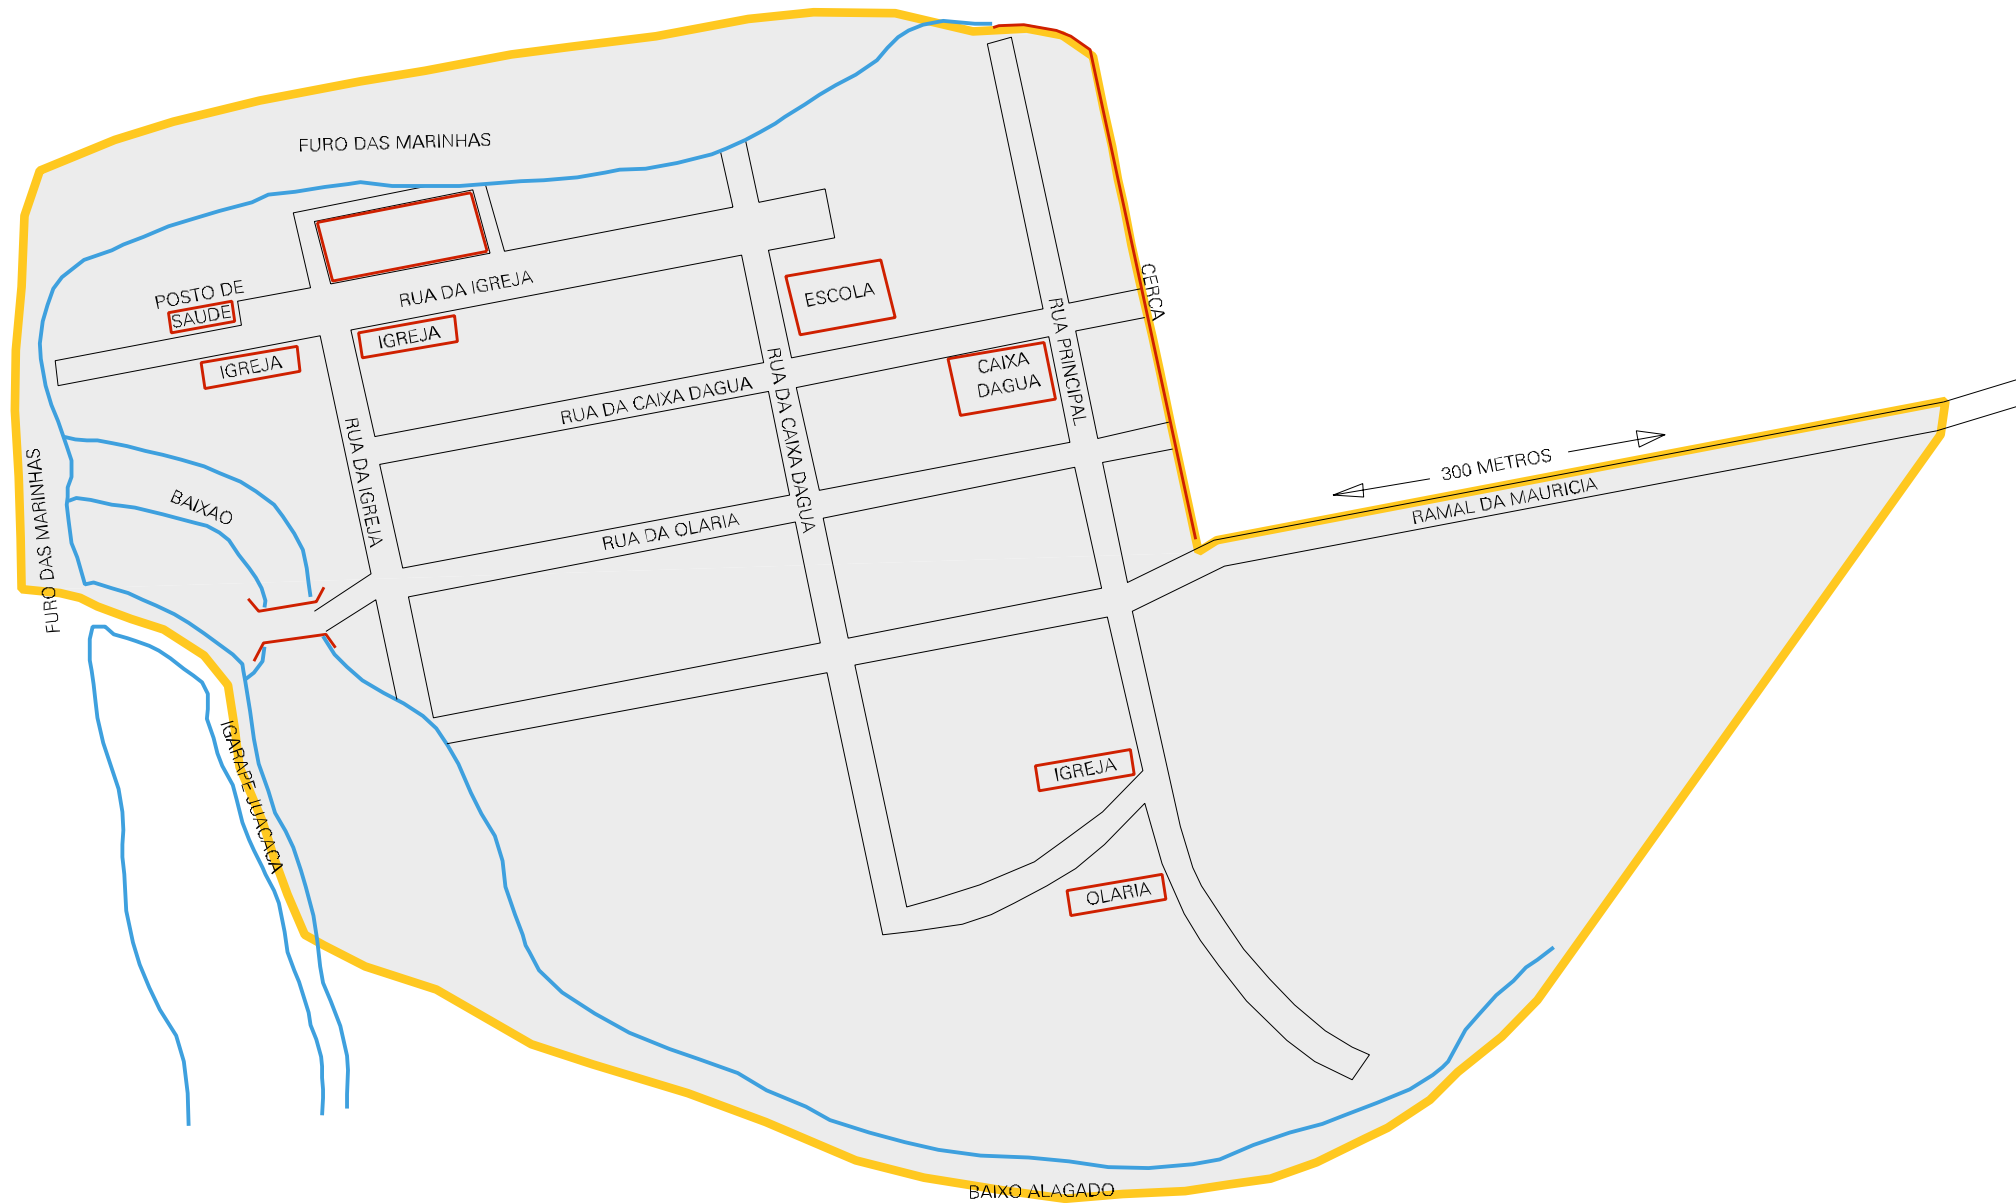 FURO DAS MARINHAS
POSTO DE
SAUDE
RUA DA IGREJA
ESCOLA
CERCA
IGREJA
IGREJA
RUA PRINCIPAL
CAIXA
DAGUA
RUA DA CAIXA DAGUA
RUA DA CAIXA DAGUA
RUA DA IGREJA
FURO DAS MARINHAS
BAIXAO
300 METROS
RAMAL DA MAURICIA
RUA DA OLARIA
IGARAPE JUACACA
IGREJA
OLARIA
BAIXO ALAGADO